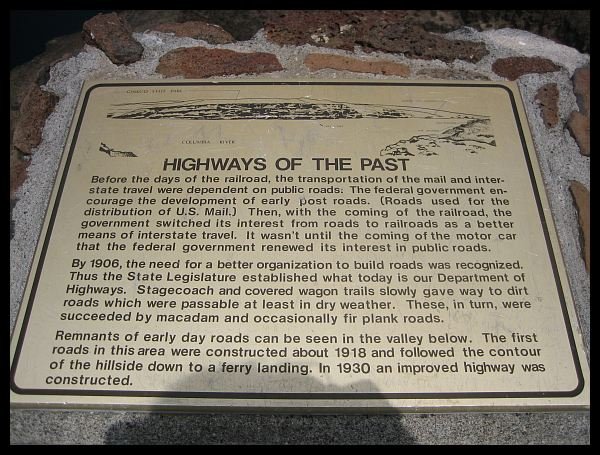 GINKGO STATE PARK
COLUMBIA RIVER
HIGHWAYS OF THE PAST
Before the days of the railroad, the transportation of the mail and inter-
state travel were dependent on public roads. The federal government en-
courage the development of early post roads. (Roads used for the
distribution of U.S. Mail.) Then, with the coming of the railroad, the
government switched its interest from roads to railroads as a better
means of interstate travel. It wasn't until the coming of the motor car
that the federal government renewed its interest in public roads.
By 1906, the need for a better organization to build roads was recognized.
Thus the State Legislature established what today is our Department of
Highways. Stagecoach and covered wagon trails slowly gave way to dirt
roads which were passable at least in dry weather. These, in turn, were
succeeded by macadam and occasionally fir plank roads.
Remnants of early day roads can be seen in the valley below. The first
roads in this area were constructed about 1918 and followed the contour
of the hillside down to a ferry landing. In 1930 an improved highway was
constructed.